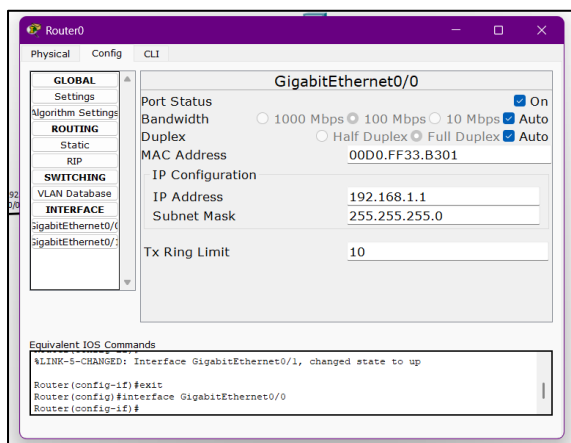 Router0
Physical Config CLI
GLOBAL
Settings
Algorithm Settings
ROUTING
Static
RIP
SWITCHING
VLAN Database
INTERFACE
GigabitEthernet0/
GigabitEthernet0/
GigabitEthernet0/0
Port Status On
Bandwidth 1000 Mbps 100 Mbps 10 Mbps Auto
Duplex Half Duplex Full Duplex Auto
MAC Address 00D0.FF33.B301
IP Configuration
IP Address 192.168.1.1
Subnet Mask 255.255.255.0
Tx Ring Limit 10
Equivalent IOS Commands
%LINK-5-CHANGED: Interface GigabitEthernet0/1, changed state to up
Router(config-if)#exit
Router(config)#interface GigabitEthernet0/0
Router(config-if)#